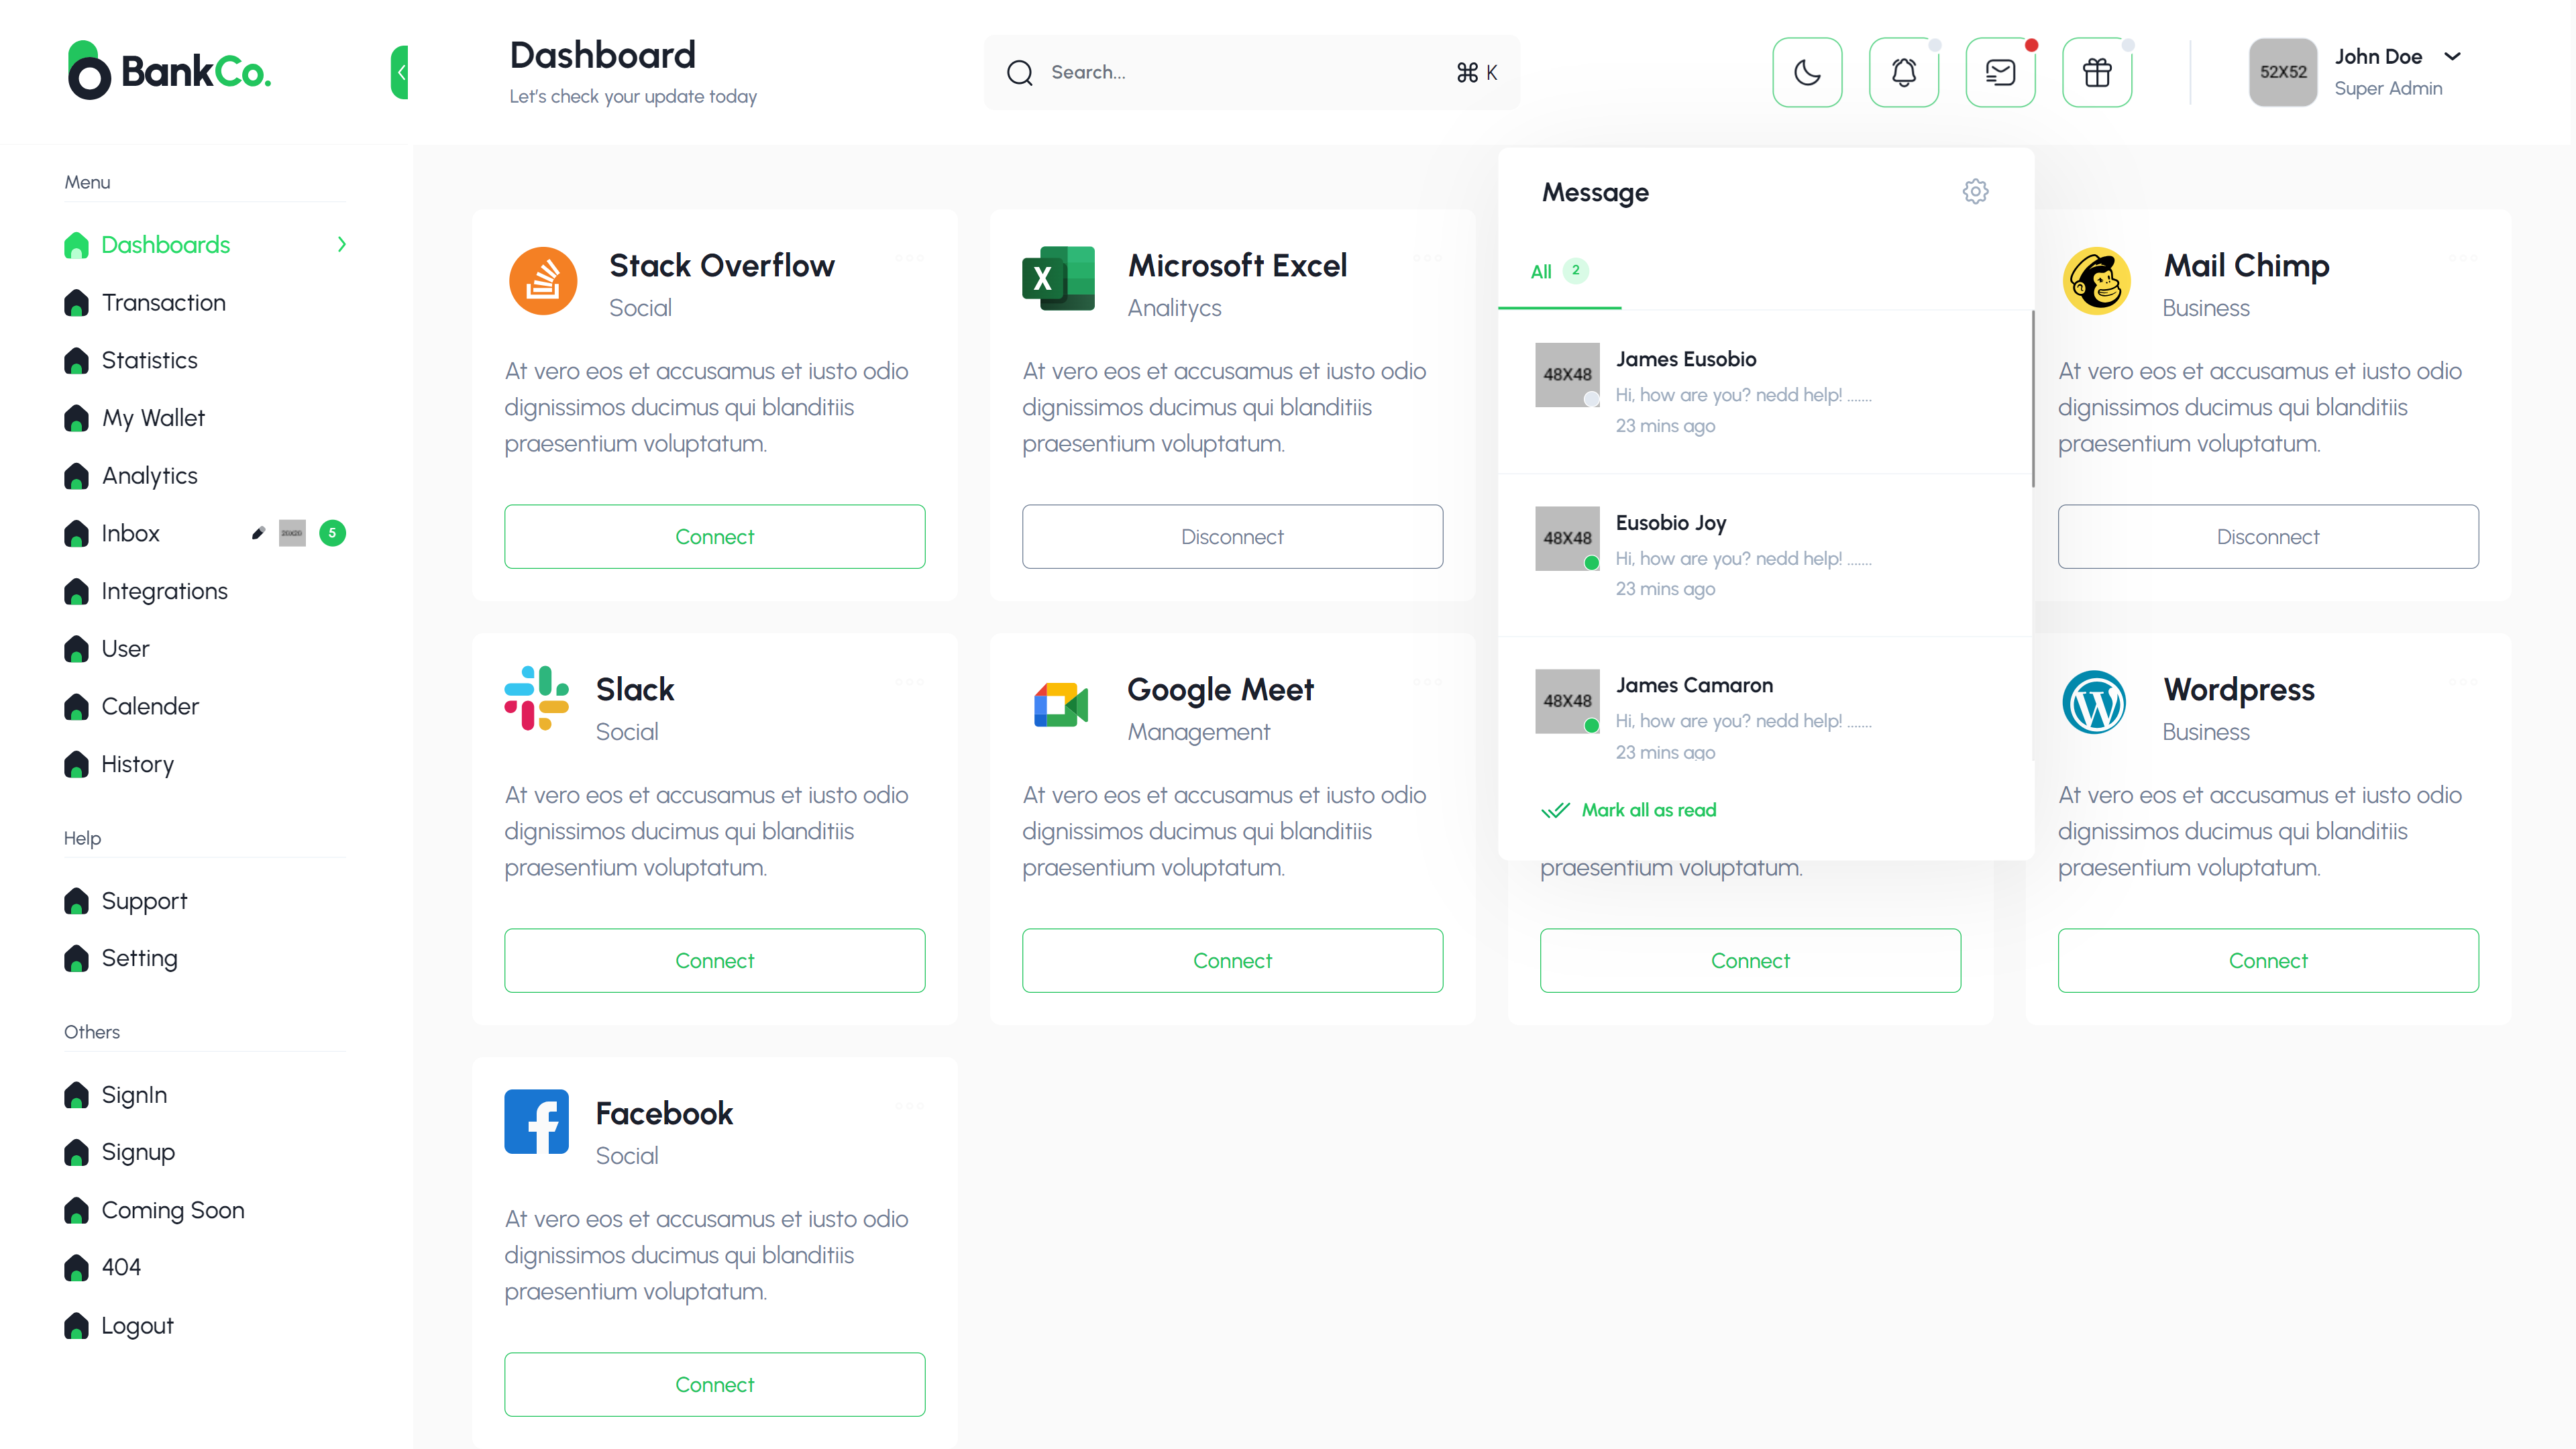 BankCo.
Dashboard
Let's check your update today
Search...
⌘ K
52X52
John Doe
Super Admin
Menu
Dashboards
Transaction
Statistics
My Wallet
Analytics
Inbox
5
Integrations
User
Calender
History
Help
Support
Setting
Others
SignIn
Signup
Coming Soon
404
Logout
Stack Overflow
Social
At vero eos et accusamus et iusto odio
dignissimos ducimus qui blanditiis
praesentium voluptatum.
Connect
X
Microsoft Excel
Analitycs
At vero eos et accusamus et iusto odio
dignissimos ducimus qui blanditiis
praesentium voluptatum.
Disconnect
Message
All 2
48X48
James Eusobio
Hi, how are you? nedd help! .......
23 mins ago
48X48
Eusobio Joy
Hi, how are you? nedd help! .......
23 mins ago
48X48
James Camaron
Hi, how are you? nedd help! .......
23 mins ago
Mark all as read
Mail Chimp
Business
At vero eos et accusamus et iusto odio
dignissimos ducimus qui blanditiis
praesentium voluptatum.
Disconnect
Slack
Social
At vero eos et accusamus et iusto odio
dignissimos ducimus qui blanditiis
praesentium voluptatum.
Connect
Google Meet
Management
At vero eos et accusamus et iusto odio
dignissimos ducimus qui blanditiis
praesentium voluptatum.
Connect
praesentium voluptatum.
Connect
Wordpress
Business
At vero eos et accusamus et iusto odio
dignissimos ducimus qui blanditiis
praesentium voluptatum.
Connect
Facebook
Social
At vero eos et accusamus et iusto odio
dignissimos ducimus qui blanditiis
praesentium voluptatum.
Connect